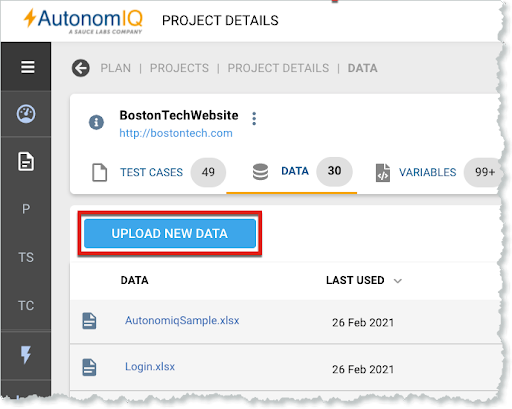 AutonomIQ
A SAUCE LABS COMPANY
PROJECT DETAILS
PLAN | PROJECTS | PROJECT DETAILS | DATA
BostonTechWebsite
http://bostontech.com
TEST CASES 49 DATA 30 VARIABLES 99+
UPLOAD NEW DATA
DATA LAST USED
P
TS
TC
AutonomiqSample.xlsx 26 Feb 2021
Login.xlsx 26 Feb 2021